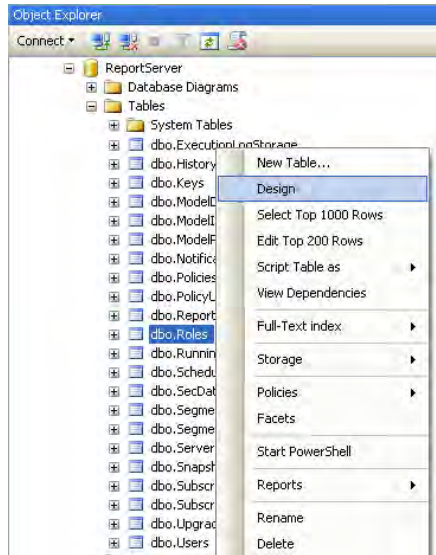 Object Explorer
Connect
ReportServer
Database Diagrams
Tables
System Tables
dbo.ExecutionLogStorage
dbo.History
dbo.Keys
dbo.ModelD
dbo.ModelI
dbo.ModelP
dbo.Notifica
dbo.Policies
dbo.PolicyU
dbo.Report
dbo.Roles
dbo.Runnin
dbo.Schedu
dbo.SecDat
dbo.Segme
dbo.Segme
dbo.Server
dbo.Snapsh
dbo.Subscr
dbo.Subscr
dbo.Upgrad
dbo.Users
New Table...
Design
Select Top 1000 Rows
Edit Top 200 Rows
Script Table as
View Dependencies
Full-Text index
Storage
Policies
Facets
Start PowerShell
Reports
Rename
Delete